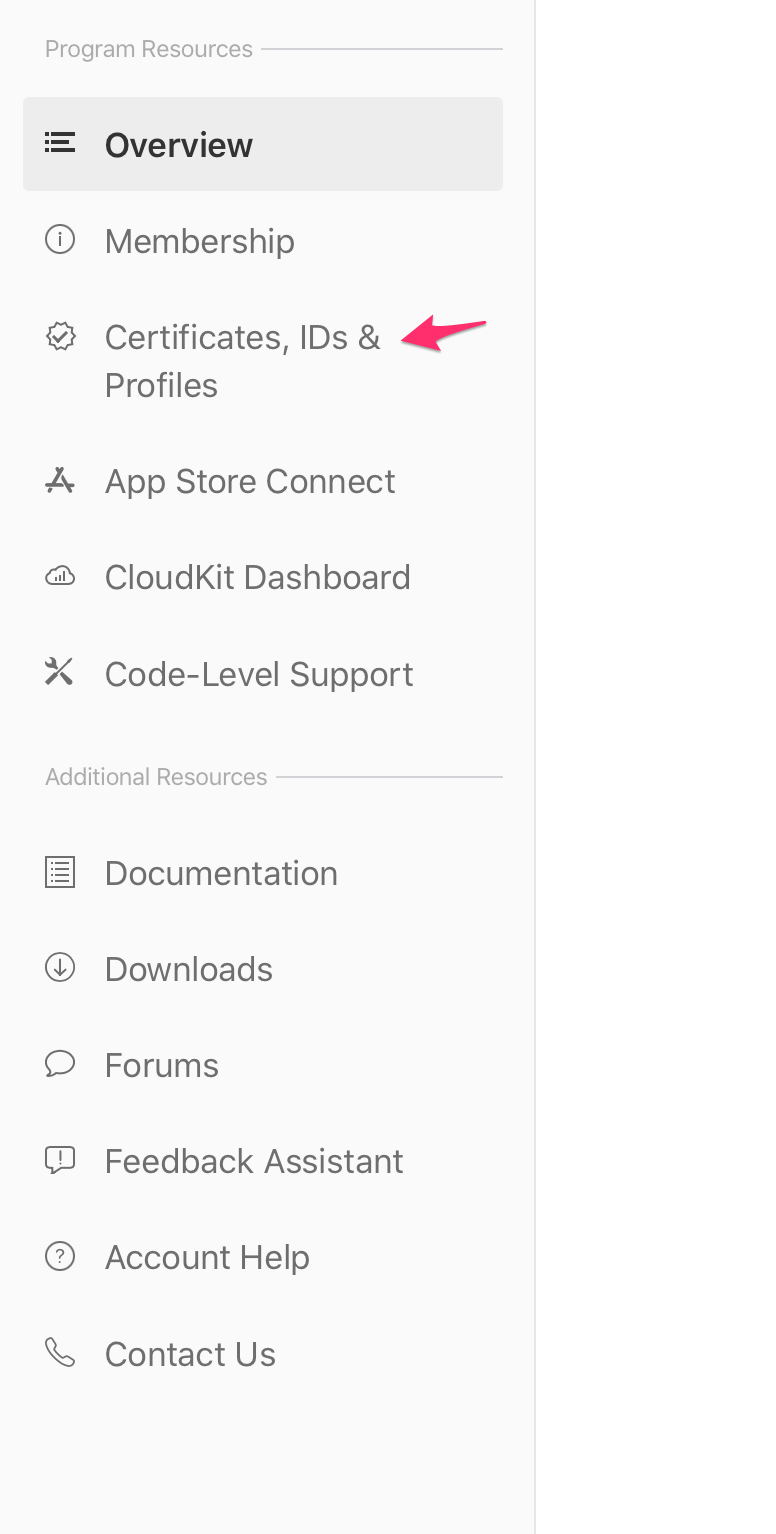 Program Resources
Overview
Membership
Certificates, IDs &
Profiles
App Store Connect
CloudKit Dashboard
Code-Level Support
Additional Resources
Documentation
Downloads
Forums
Feedback Assistant
Account Help
Contact Us